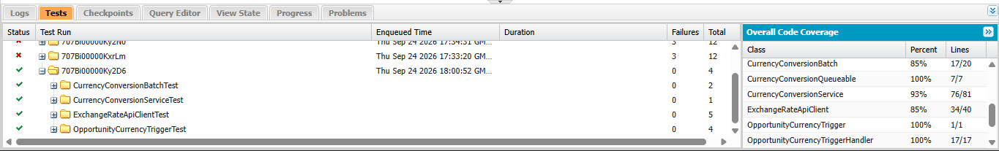 Logs Tests Checkpoints Query Editor View State Progress Problems
Status Test Run Enqueued Time Duration Failures Total
707Bi00000Ky2N0 Thu Sep 24 2026 17:34:31 GM... 3 12
707Bi00000KxrLm Thu Sep 24 2026 17:33:20 GM... 3 12
707Bi00000Ky2D6 Thu Sep 24 2026 18:00:52 GM... 0 4
CurrencyConversionBatchTest 0 2
CurrencyConversionServiceTest 0 1
ExchangeRateApiClientTest 0 5
OpportunityCurrencyTriggerTest 0 4
Overall Code Coverage
Class Percent Lines
CurrencyConversionBatch 85% 17/20
CurrencyConversionQueueable 100% 7/7
CurrencyConversionService 93% 76/81
ExchangeRateApiClient 85% 34/40
OpportunityCurrencyTrigger 100% 1/1
OpportunityCurrencyTriggerHandler 100% 17/17